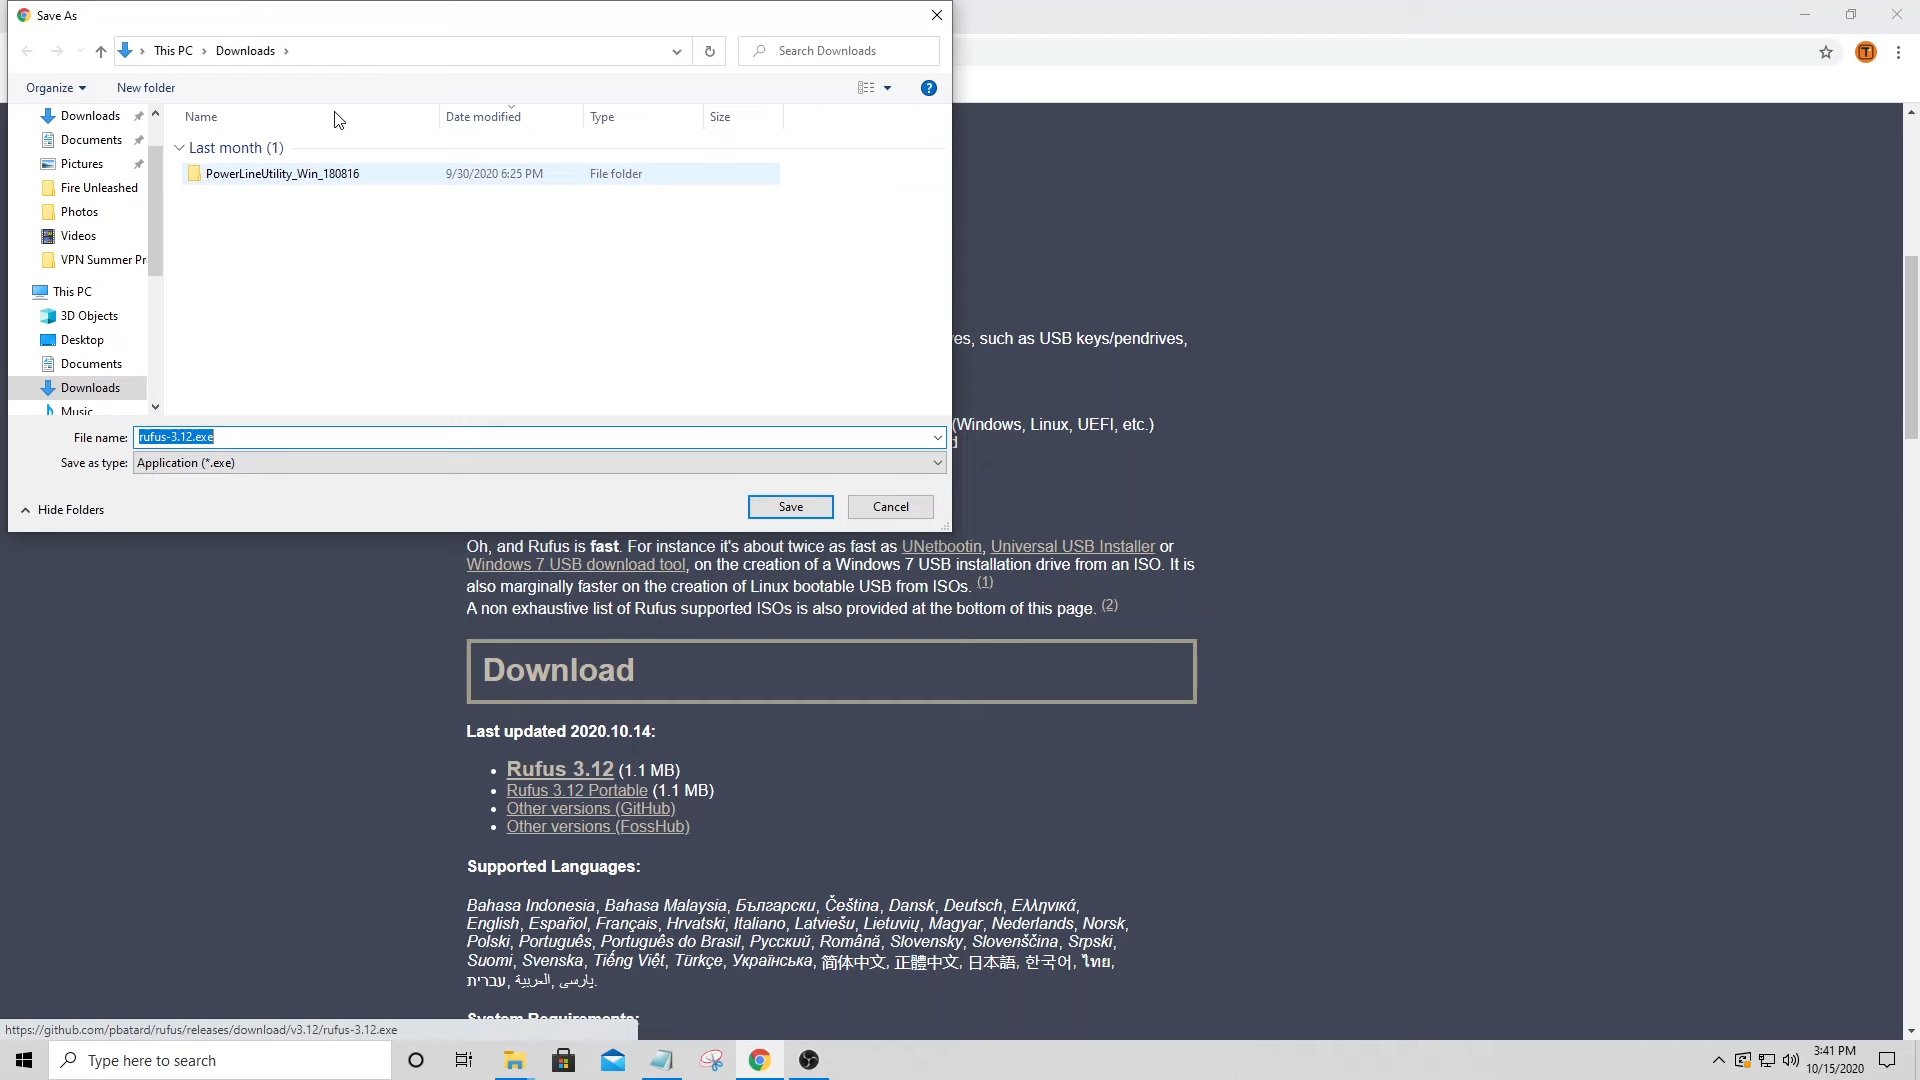 Save As
This PC
Downloads
Search Downloads
Organize
New folder
?
Name
Date modified
Type
Size
Downloads
Documents
Pictures
Fire Unleashed
Photos
Videos
VPN Summer Pr
This PC
3D Objects
Desktop
Documents
Downloads
Music
Last month (1)
PowerLineUtility_Win_180816
9/30/2020 6:25 PM
File folder
File name:
rufus-3.12.exe
Save as type:
Application (*.exe)
Hide Folders
Save
Cancel
T
es, such as USB keys/pendrives,
(Windows, Linux, UEFI, etc.)
d
Oh, and Rufus is fast. For instance it's about twice as fast as UNetbootin, Universal USB Installer or
Windows 7 USB download tool, on the creation of a Windows 7 USB installation drive from an ISO. It is
also marginally faster on the creation of Linux bootable USB from ISOs. (1)
A non exhaustive list of Rufus supported ISOs is also provided at the bottom of this page. (2)
Download
Last updated 2020.10.14:
Rufus 3.12 (1.1 MB)
Rufus 3.12 Portable (1.1 MB)
Other versions (GitHub)
Other versions (FossHub)
Supported Languages:
Bahasa Indonesia, Bahasa Malaysia, Български, Čeština, Dansk, Deutsch, Ελληνικά,
English, Español, Français, Hrvatski, Italiano, Latviešu, Lietuvių, Magyar, Nederlands, Norsk,
Polski, Português, Português do Brasil, Русский, Română, Slovensky, Slovenščina, Srpski,
Suomi, Svenska, Tiếng Việt, Türkçe, Українська, 简体中文, 正體中文, 日本語, 한국어, ไทย,
עברית, العربية, پارسی.
System Requirements:
https://github.com/pbatard/rufus/releases/download/v3.12/rufus-3.12.exe
Type here to search
3:41 PM
10/15/2020